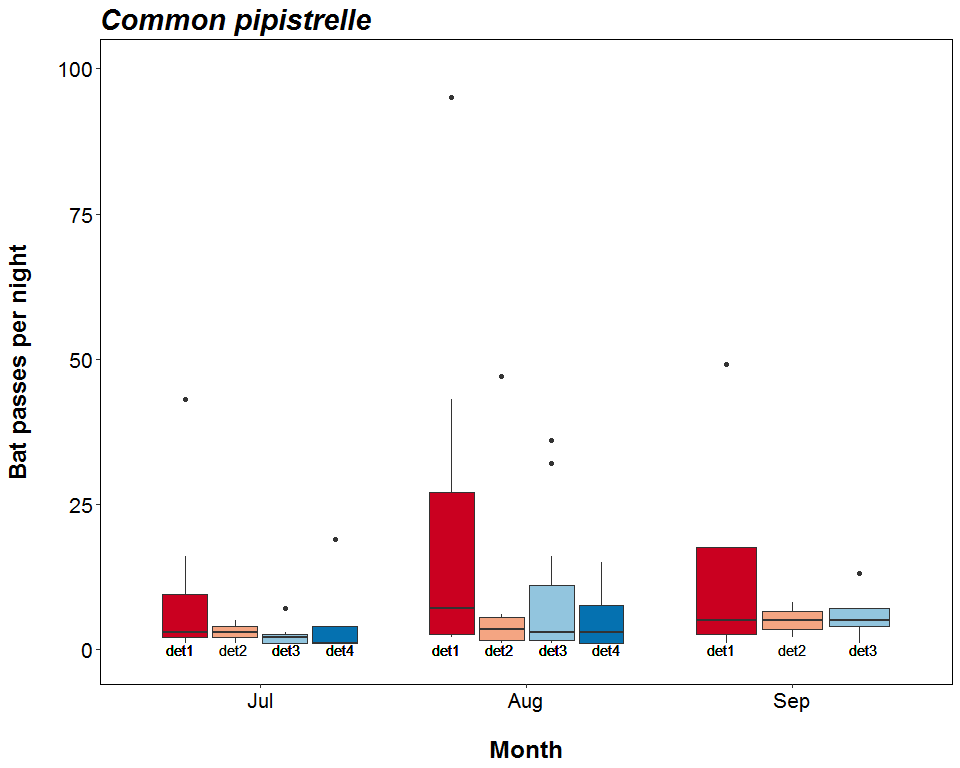 Common pipistrelle
Bat passes per night
100
75
50
25
0
det1 det2 det3 det4 det1 det2 det3 det4 det1 det2 det3
Jul Aug Sep
Month